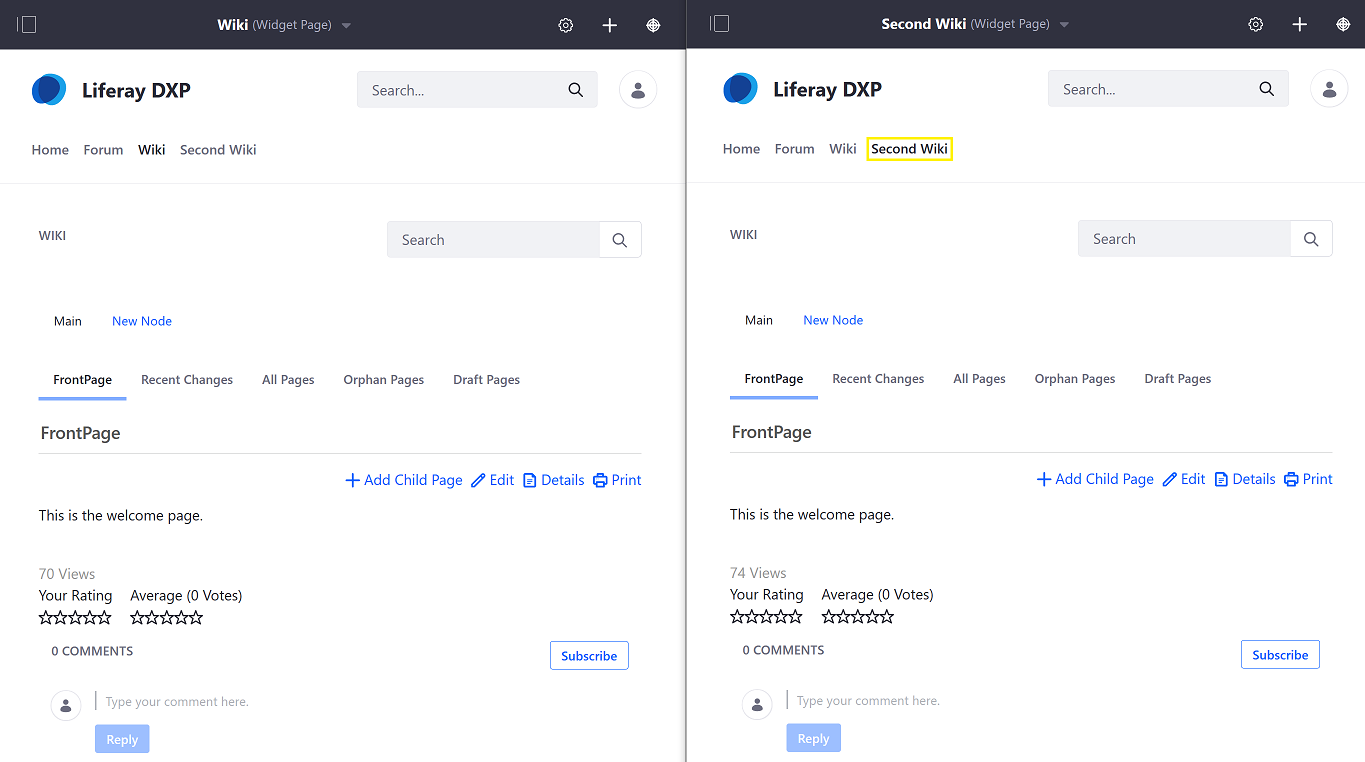 Wiki (Widget Page)
Liferay DXP
Search...
Home Forum Wiki Second Wiki
WIKI
Search
Main New Node
FrontPage Recent Changes All Pages Orphan Pages Draft Pages
FrontPage
Add Child Page Edit Details Print
This is the welcome page.
70 Views
Your Rating Average (0 Votes)
0 COMMENTS
Subscribe
Type your comment here.
Reply
Second Wiki (Widget Page)
Liferay DXP
Search...
Home Forum Wiki Second Wiki
WIKI
Search
Main New Node
FrontPage Recent Changes All Pages Orphan Pages Draft Pages
FrontPage
Add Child Page Edit Details Print
This is the welcome page.
74 Views
Your Rating Average (0 Votes)
0 COMMENTS
Subscribe
Type your comment here.
Reply